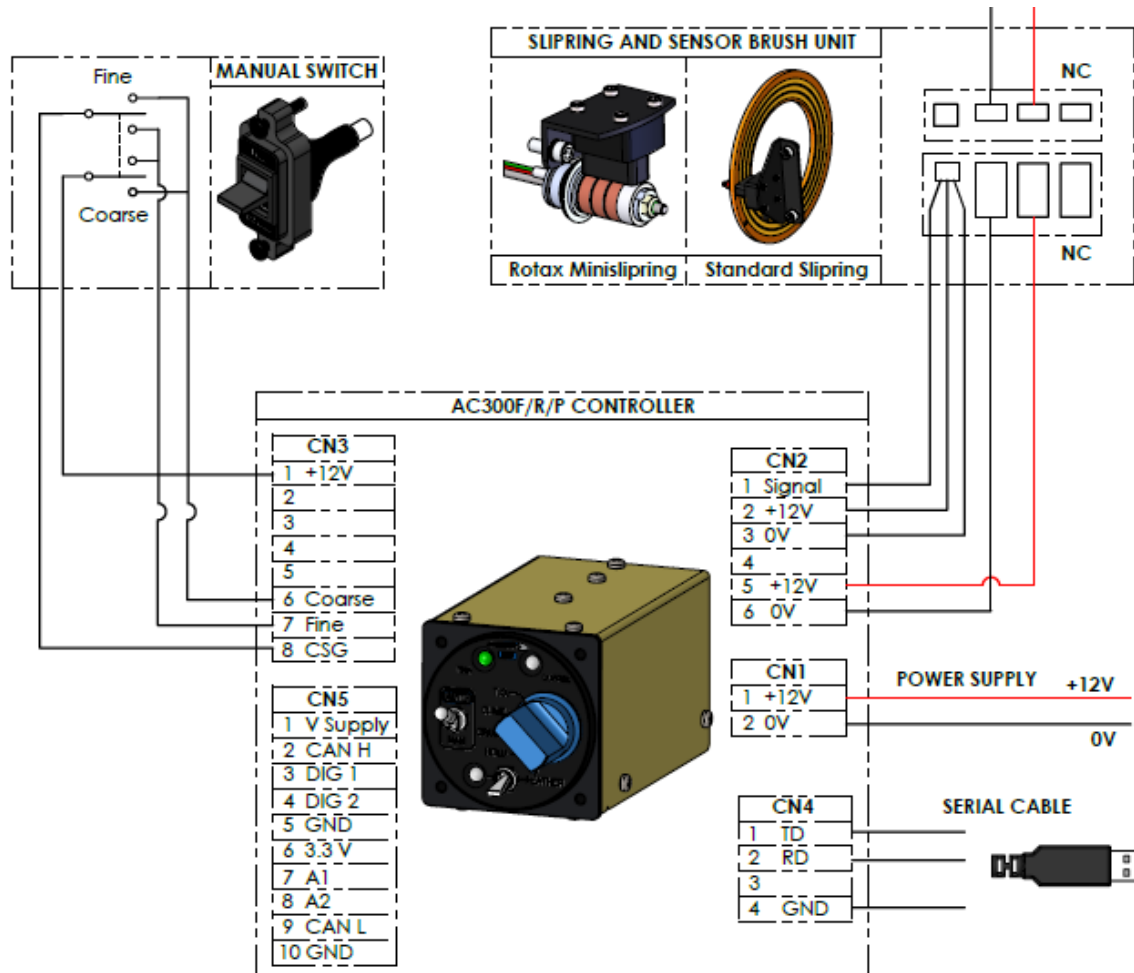 SLIPRING AND SENSOR BRUSH UNIT
NC
MANUAL SWITCH
Fine
Coarse
Rotax Minislipring
Standard Slipring
NC
AC300F/R/P CONTROLLER
CN3
1 +12V
2
3
4
5
6 Coarse
7 Fine
8 CSG
CN5
1 V Supply
2 CAN H
3 DIG 1
4 DIG 2
5 GND
6 3.3 V
7 A1
8 A2
9 CAN L
10 GND
CN2
1 Signal
2 +12V
3 0V
4
5 +12V
6 0V
CN1
1 +12V
2 0V
POWER SUPPLY
+12V
0V
CN4
1 TD
2 RD
3
4 GND
SERIAL CABLE